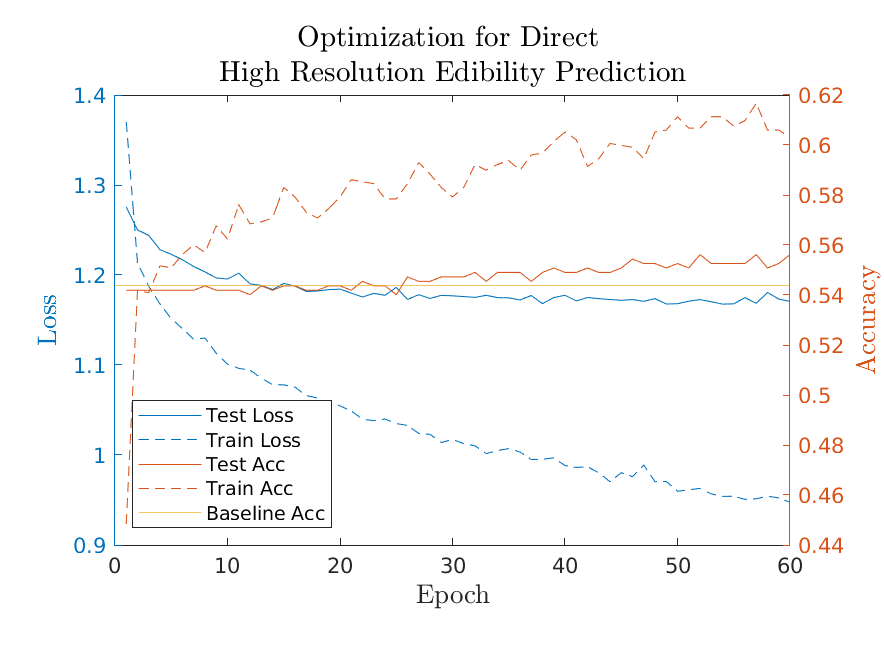 Optimization for Direct
High Resolution Edibility Prediction
1.4
1.3
1.2
1.1
1
0.9
Loss
0.62
0.6
0.58
0.56
0.54
0.52
0.5
0.48
0.46
0.44
Accuracy
Test Loss
Train Loss
Test Acc
Train Acc
Baseline Acc
0 10 20 30 40 50 60
Epoch